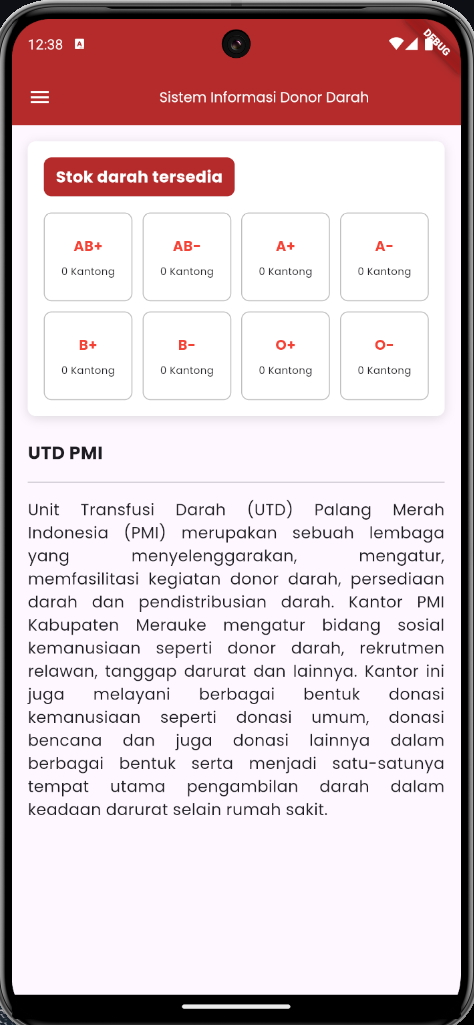 12:38 A
DEBUG
Sistem Informasi Donor Darah
Stok darah tersedia
AB+ AB- A+ A-
0 Kantong 0 Kantong 0 Kantong 0 Kantong
B+ B- O+ O-
0 Kantong 0 Kantong 0 Kantong 0 Kantong
UTD PMI
Unit Transfusi Darah (UTD) Palang Merah
Indonesia (PMI) merupakan sebuah lembaga
yang menyelenggarakan, mengatur,
memfasilitasi kegiatan donor darah, persediaan
darah dan pendistribusian darah. Kantor PMI
Kabupaten Merauke mengatur bidang sosial
kemanusiaan seperti donor darah, rekrutmen
relawan, tanggap darurat dan lainnya. Kantor ini
juga melayani berbagai bentuk donasi
kemanusiaan seperti donasi umum, donasi
bencana dan juga donasi lainnya dalam
berbagai bentuk serta menjadi satu-satunya
tempat utama pengambilan darah dalam
keadaan darurat selain rumah sakit.